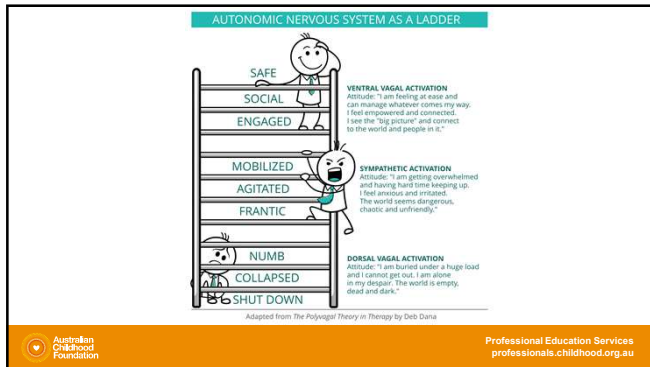 AUTONOMIC NERVOUS SYSTEM AS A LADDER
SAFE
SOCIAL
ENGAGED
VENTRAL VAGAL ACTIVATION
Attitude: "I am feeling at ease and
can manage whatever comes my way.
I feel empowered and connected.
I see the "big picture" and connect
to the world and people in it."
MOBILIZED
AGITATED
FRANTIC
SYMPATHETIC ACTIVATION
Attitude: "I am getting overwhelmed
and having hard time keeping up.
I feel anxious and irritated.
The world seems dangerous,
chaotic and unfriendly."
NUMB
COLLAPSED
SHUT DOWN
DORSAL VAGAL ACTIVATION
Attitude: "I am buried under a huge load
and I cannot get out. I am alone
in my despair. The world is empty,
dead and dark."
Adapted from The Polyvagal Theory in Therapy by Deb Dana
Australian
Childhood
Foundation
Professional Education Services
professionals.childhood.org.au